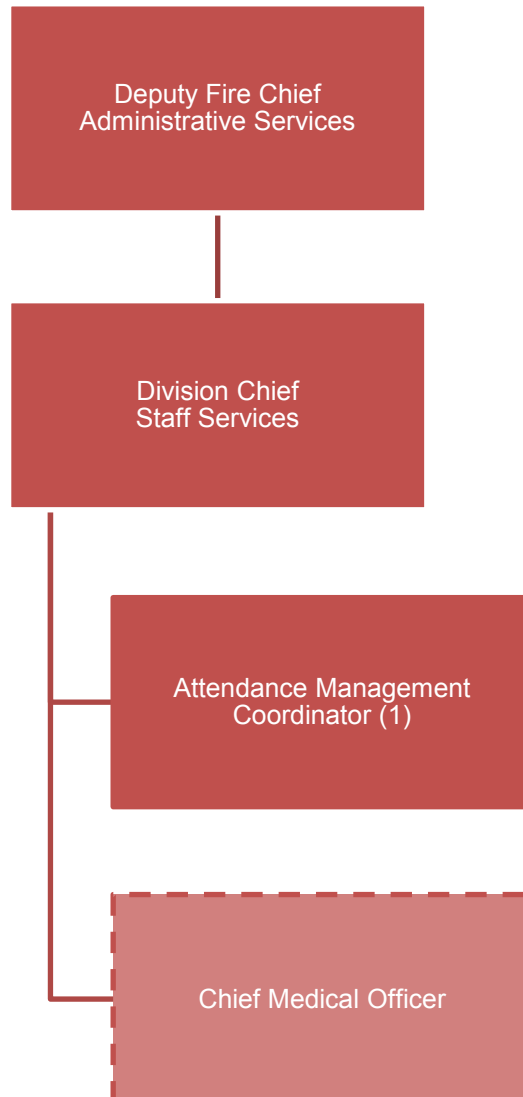 Deputy Fire Chief
Administrative Services
Division Chief
Staff Services
Attendance Management
Coordinator (1)
Chief Medical Officer